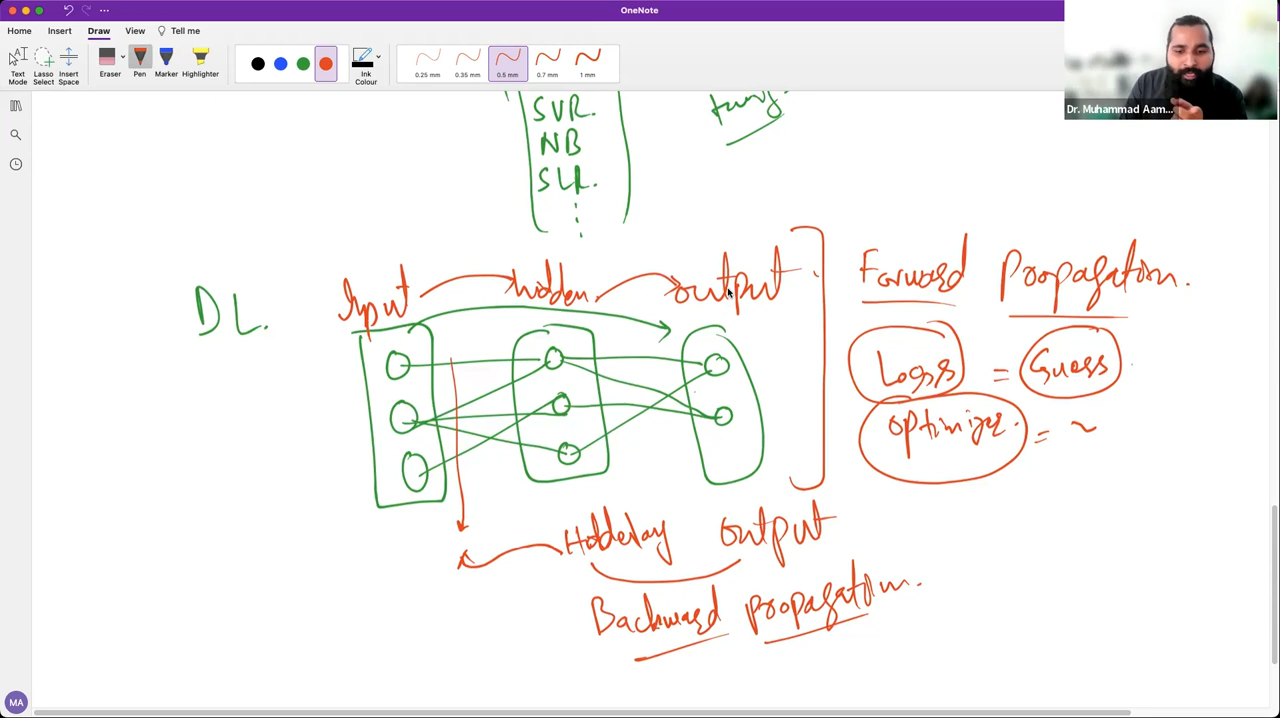 OneNote
Home Insert Draw View Tell me
Eraser Pen Marker Highlighter
Text Mode Lasso Select Insert Space
Ink Colour
0.25 mm 0.35 mm 0.5 mm 0.7 mm 1 mm
Dr. Muhammad Aam...
SVR.
NB
SLR.
DL.
Input hidden output
Forward Propagation.
Logss = Guess
Optimizer. = ~
output
Backward propagation.
MA